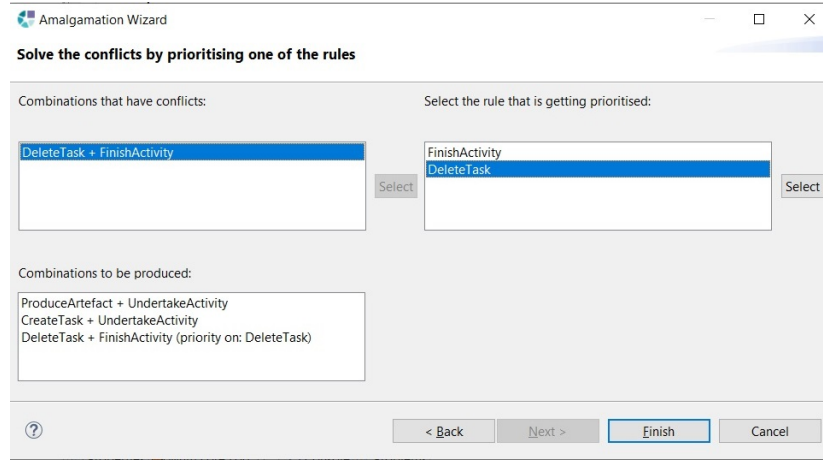 Amalgamation Wizard
Solve the conflicts by prioritising one of the rules
Combinations that have conflicts:
Select the rule that is getting prioritised:
DeleteTask + FinishActivity
Select
FinishActivity
DeleteTask
Select
Combinations to be produced:
ProduceArtefact + UndertakeActivity
CreateTask + UndertakeActivity
DeleteTask + FinishActivity (priority on: DeleteTask)
?
< Back
Next >
Finish
Cancel